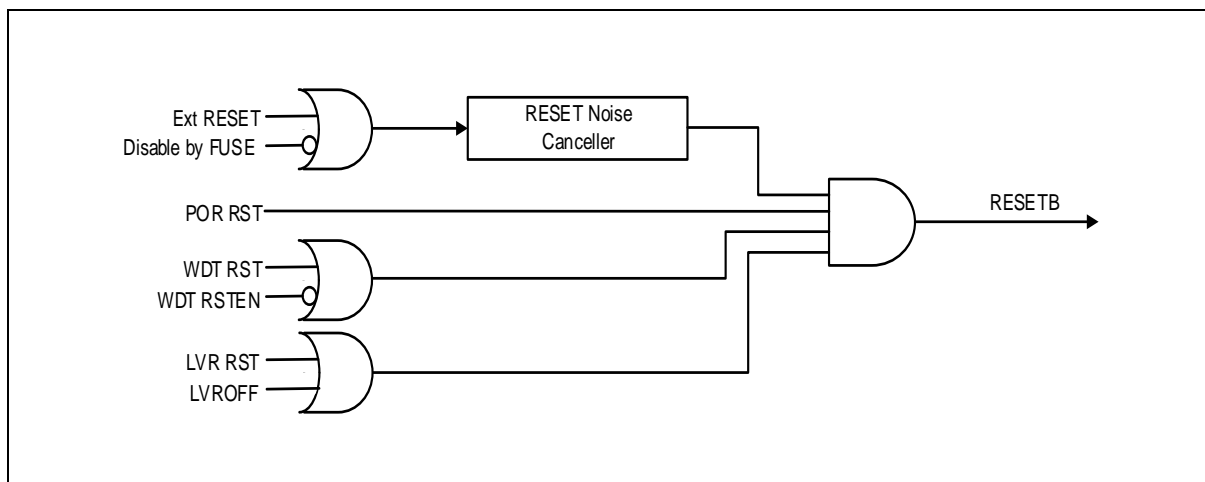 Ext RESET
Disable by FUSE
RESET Noise
Canceller
POR RST
RESETB
WDT RST
WDT RSTEN
LVR RST
LVROFF